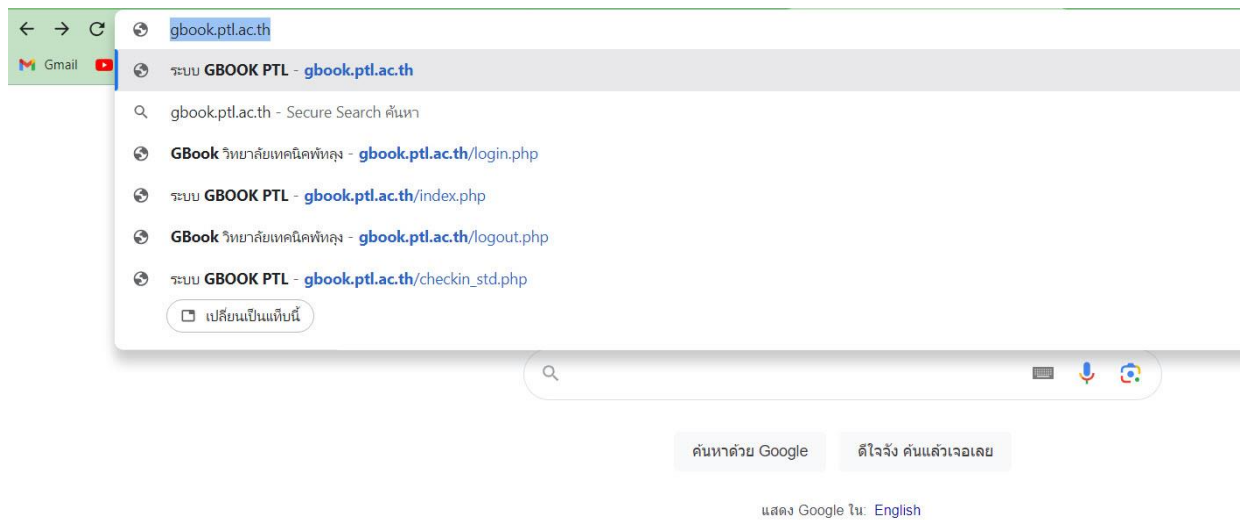 gbook.ptl.ac.th
Gmail
ระบบ GBOOK PTL - gbook.ptl.ac.th
gbook.ptl.ac.th - Secure Search ค้นหา
GBook วิทยาลัยเทคนิคพัทลุง - gbook.ptl.ac.th/login.php
ระบบ GBOOK PTL - gbook.ptl.ac.th/index.php
GBook วิทยาลัยเทคนิคพัทลุง - gbook.ptl.ac.th/logout.php
ระบบ GBOOK PTL - gbook.ptl.ac.th/checkin_std.php
เปลี่ยนเป็นแท็บนี้
ค้นหาด้วย Google ดีใจจัง ค้นแล้วเจอเลย
แสดง Google ใน: English